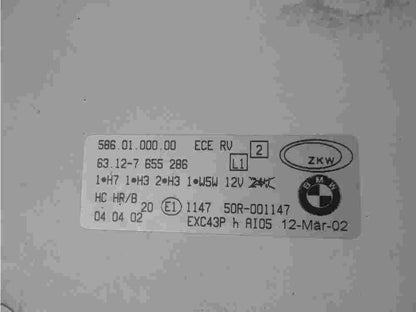 586.01.000.00 ECE RV 2
63.12-7 655 286 L1 ZKW
1*H7 1*H3 2*H3 1*W5W 12V 24V
BMW
HC HR/B 20 E1 1147 50R-001147
04 04 02 EXC43P h AI05 12-Mar-02